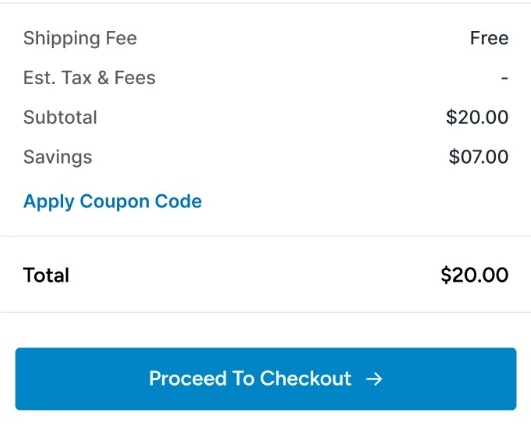 Shipping Fee Free
Est. Tax & Fees -
Subtotal $20.00
Savings $07.00
Apply Coupon Code
Total $20.00
Proceed To Checkout →